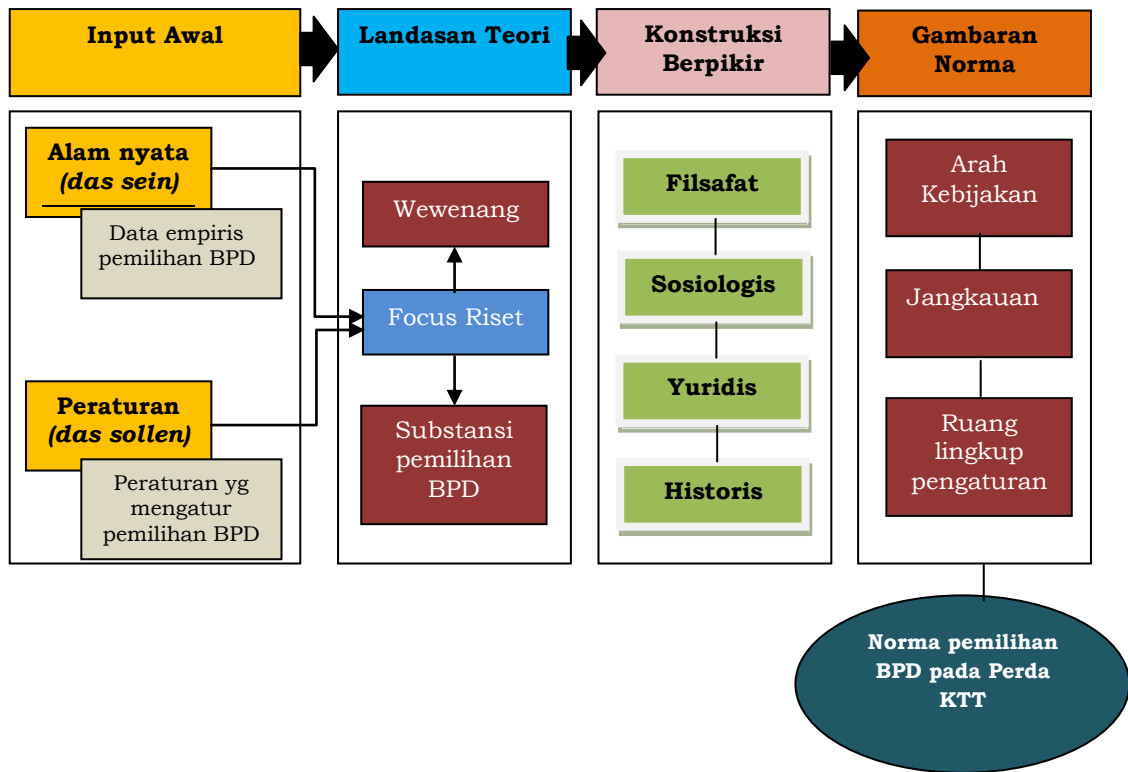 Input Awal
Landasan Teori
Konstruksi
Berpikir
Gambaran
Norma
Alam nyata
(das sein)
Data empiris
pemilihan BPD
Peraturan
(das sollen)
Peraturan yg
mengatur
pemilihan BPD
Wewenang
Focus Riset
Substansi
pemilihan
BPD
Filsafat
Sosiologis
Yuridis
Historis
Arah
Kebijakan
Jangkauan
Ruang
lingkup
pengaturan
Norma pemilihan
BPD pada Perda
KTT